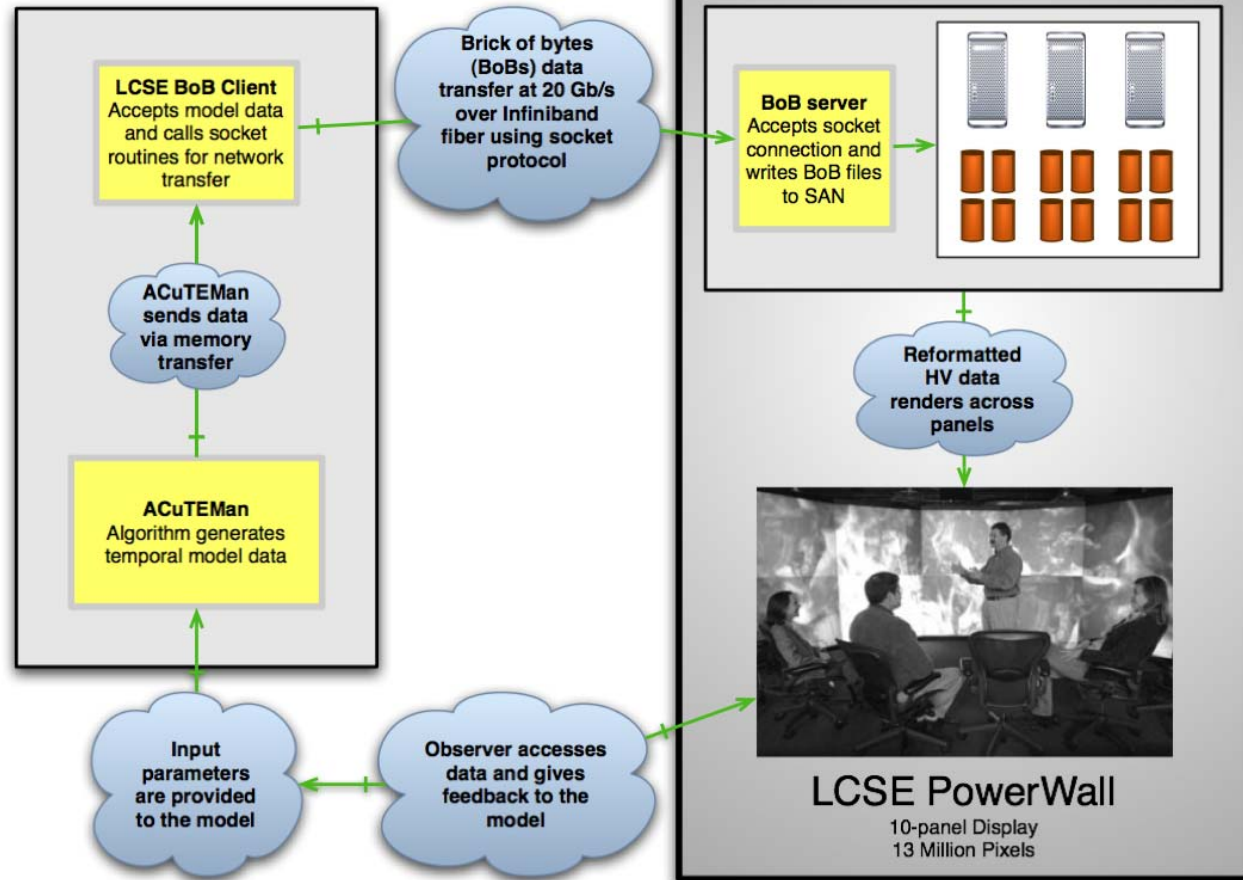 LCSE BoB Client
Accepts model data
and calls socket
routines for network
transfer
Brick of bytes
(BoBs) data
transfer at 20 Gb/s
over Infiniband
fiber using socket
protocol
BoB server
Accepts socket
connection and
writes BoB files
to SAN
ACuTEMan
sends data
via memory
transfer
Reformatted
HV data
renders across
panels
ACuTEMan
Algorithm generates
temporal model data
Input
parameters
are provided
to the model
Observer accesses
data and gives
feedback to the
model
LCSE PowerWall
10-panel Display
13 Million Pixels